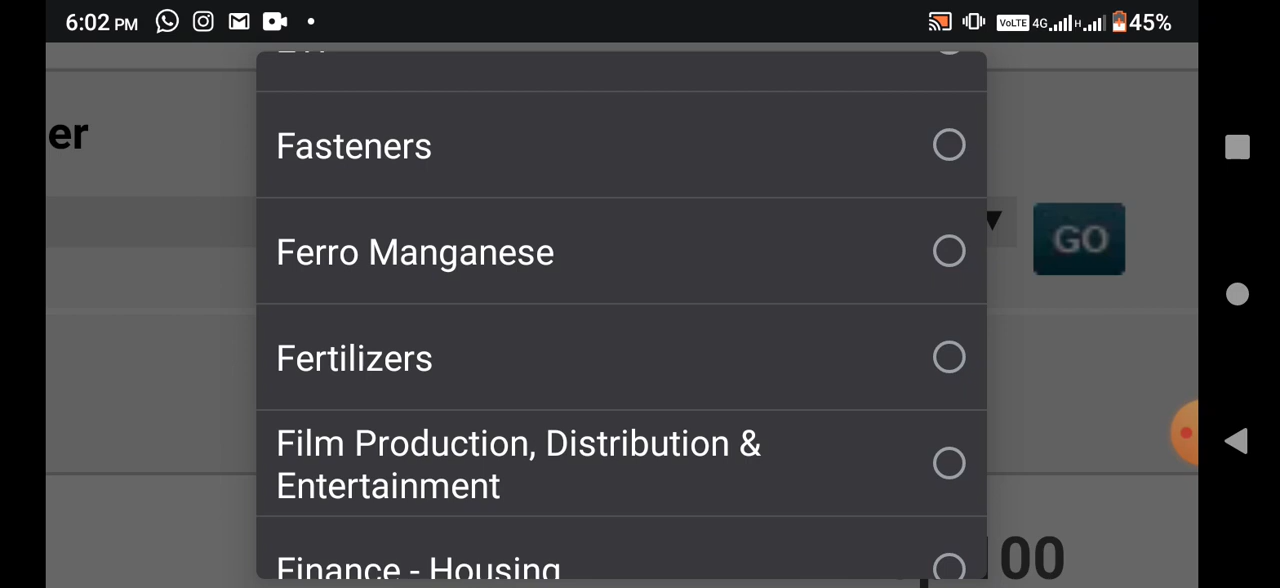 6:02 PM
VoLTE 4G H 45%
er
Fasteners
Ferro Manganese
GO
Fertilizers
Film Production, Distribution &
Entertainment
Finance - Housing
00